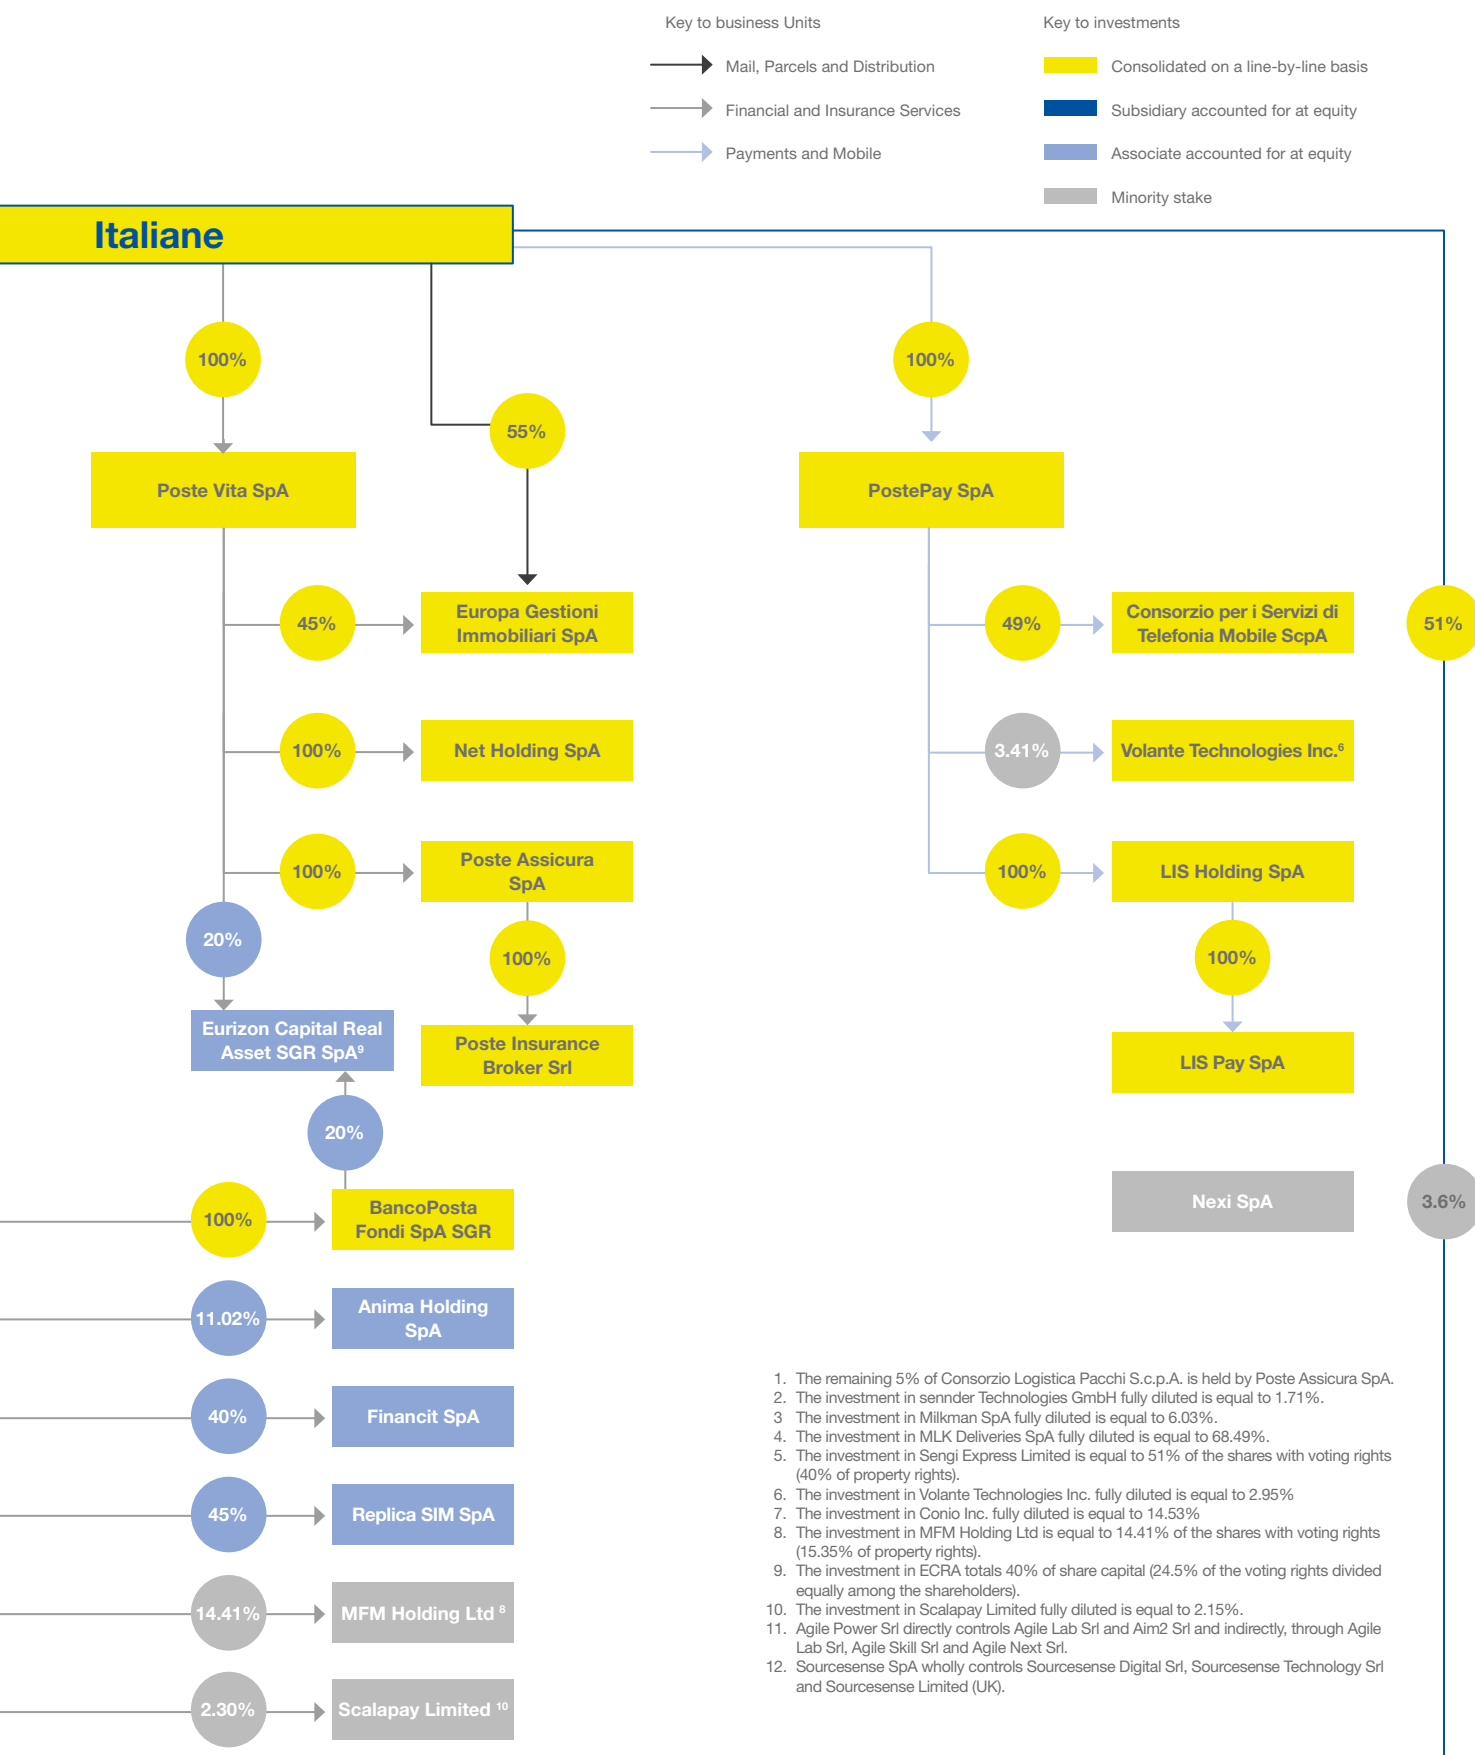 Key to business Units
Mail, Parcels and Distribution
Financial and Insurance Services
Payments and Mobile
Key to investments
Consolidated on a line-by-line basis
Subsidiary accounted for at equity
Associate accounted for at equity
Minority stake
Italiane
100%
55%
100%
Poste Vita SpA
PostePay SpA
45%
Europa Gestioni
Immobiliari SpA
49%
Consorzio per i Servizi di
Telefonia Mobile ScpA
51%
100%
Net Holding SpA
3.41%
Volante Technologies Inc.6
100%
Poste Assicura
SpA
100%
LIS Holding SpA
20%
100%
100%
Eurizon Capital Real
Asset SGR SpA9
Poste Insurance
Broker Srl
LIS Pay SpA
20%
100%
BancoPosta
Fondi SpA SGR
Nexi SpA
3.6%
11.02%
Anima Holding
SpA
40%
Financit SpA
45%
Replica SIM SpA
14.41%
MFM Holding Ltd 8
2.30%
Scalapay Limited 10
1. The remaining 5% of Consorzio Logistica Pacchi S.c.p.A. is held by Poste Assicura SpA.
2. The investment in sennder Technologies GmbH fully diluted is equal to 1.71%.
3 The investment in Milkman SpA fully diluted is equal to 6.03%.
4. The investment in MLK Deliveries SpA fully diluted is equal to 68.49%.
5. The investment in Sengi Express Limited is equal to 51% of the shares with voting rights
(40% of property rights).
6. The investment in Volante Technologies Inc. fully diluted is equal to 2.95%
7. The investment in Conio Inc. fully diluted is equal to 14.53%
8. The investment in MFM Holding Ltd is equal to 14.41% of the shares with voting rights
(15.35% of property rights).
9. The investment in ECRA totals 40% of share capital (24.5% of the voting rights divided
equally among the shareholders).
10. The investment in Scalapay Limited fully diluted is equal to 2.15%.
11. Agile Power Srl directly controls Agile Lab Srl and Aim2 Srl and indirectly, through Agile
Lab Srl, Agile Skill Srl and Agile Next Srl.
12. Sourcesense SpA wholly controls Sourcesense Digital Srl, Sourcesense Technology Srl
and Sourcesense Limited (UK).